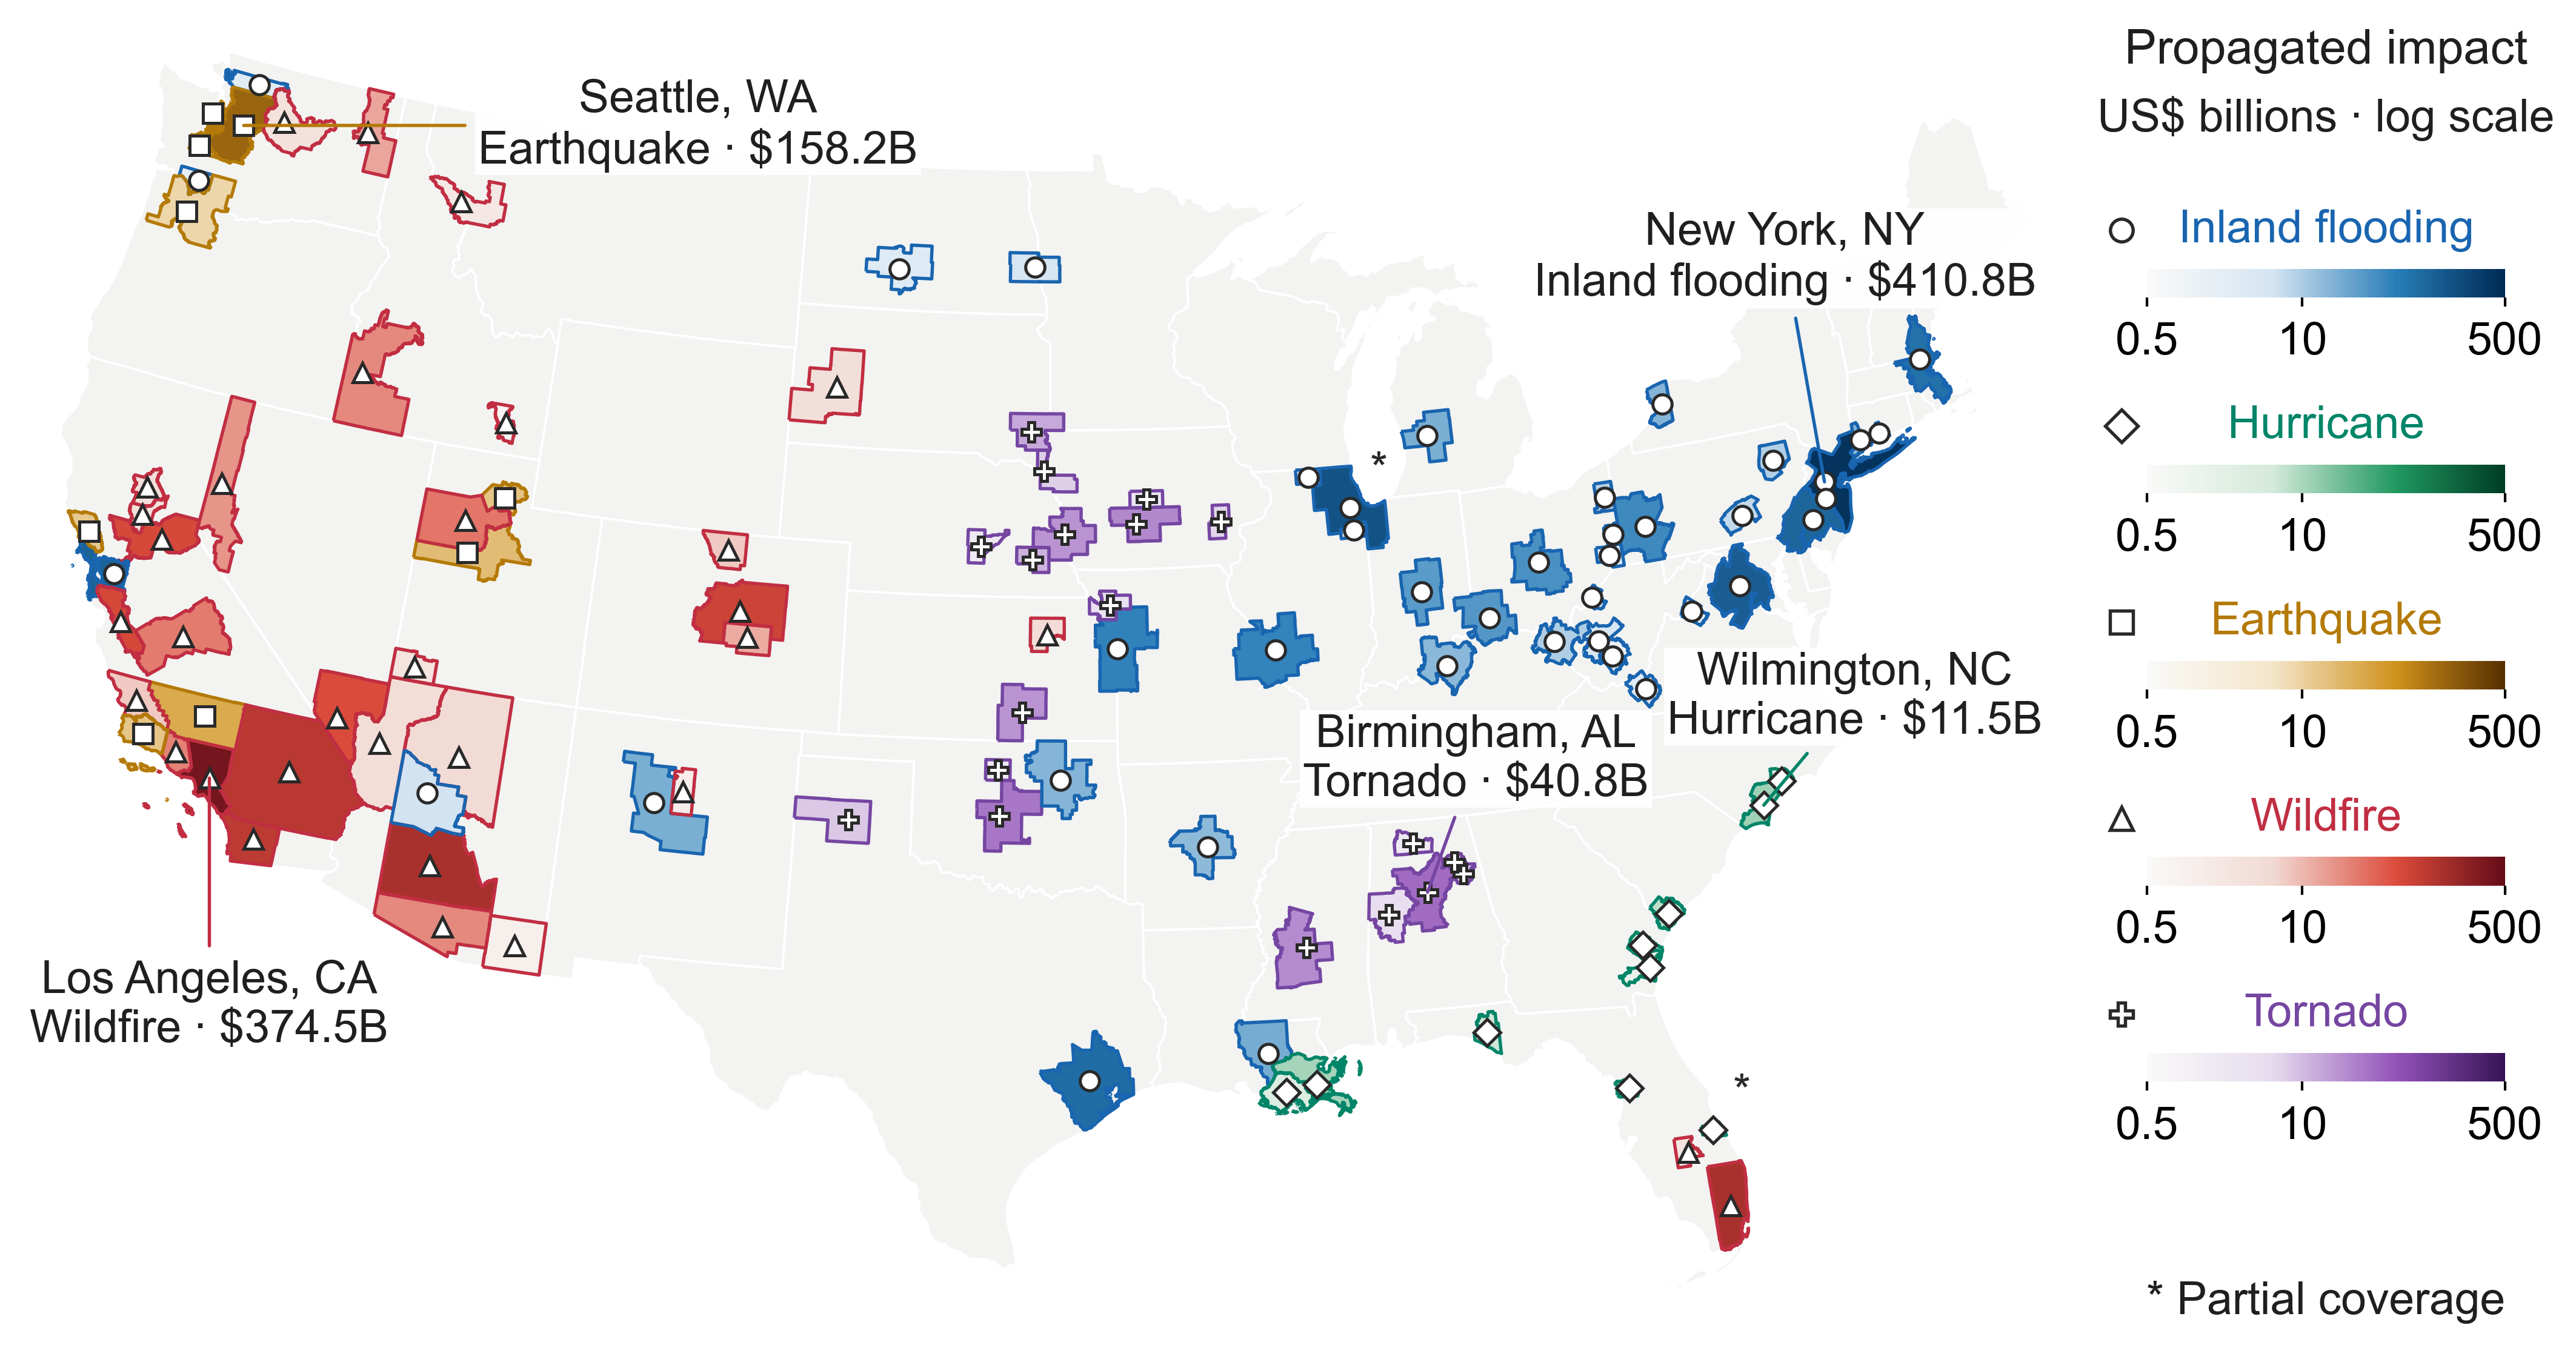 Seattle, WA
Earthquake · $158.2B
New York, NY
Inland flooding · $410.8B
*
Wilmington, NC
Hurricane · $11.5B
Birmingham, AL
Tornado · $40.8B
Los Angeles, CA
Wildfire · $374.5B
*
Propagated impact
US$ billions · log scale
Inland flooding
0.5 10 500
Hurricane
0.5 10 500
Earthquake
0.5 10 500
Wildfire
0.5 10 500
Tornado
0.5 10 500
* Partial coverage